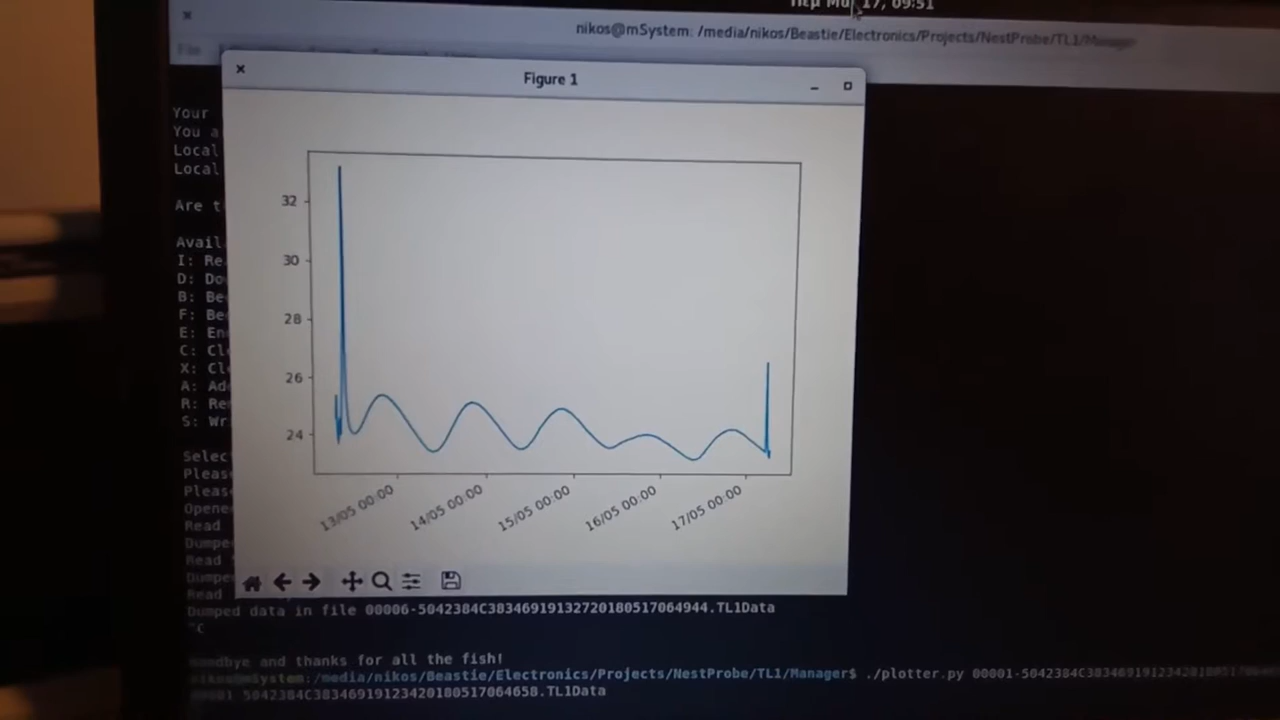 17, 09:51
nikos@mSystem: /media/nikos/Beastie/Electronics/Projects/NestProbe/TL1/Manager
File
Figure 1
Your
You a
Local
Local
Are t
Avail
I: Re
D: Do
B: Be
F: Be
E: En
C: Cl
X: Cl
A: Ad
R: Re
S: Wr
Selec
Pleas
Pleas
Opene
Read
Dumpe
Read
Dumpe
Read
32
30
28
26
24
13/05 00:00
14/05 00:00
15/05 00:00
16/05 00:00
17/05 00:00
Dumped data in file 00006-5042384C38346919132720180517064944.TL1Data
^C
Goodbye and thanks for all the fish!
nikos@mSystem:/media/nikos/Beastie/Electronics/Projects/NestProbe/TL1/Manager$ ./plotter.py
00001-5042384C38346919123420180517064658.TL1Data